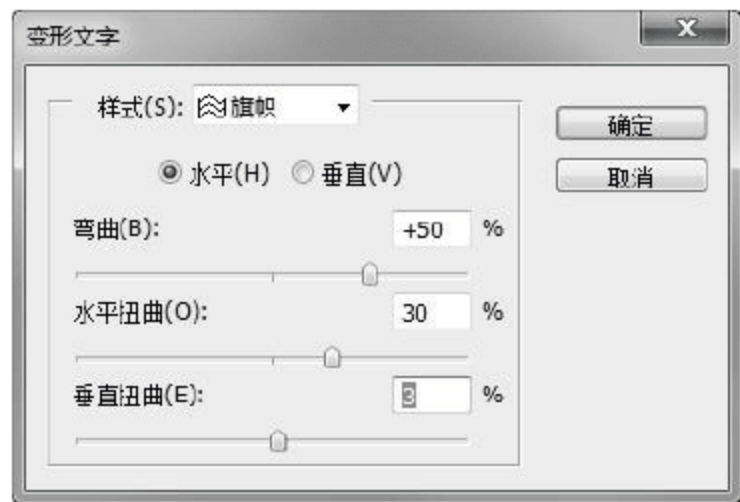 变形文字
样式(S): 旗帜
确定
水平(H) 垂直(V)
取消
弯曲(B): +50 %
水平扭曲(O): 30 %
垂直扭曲(E): 3 %